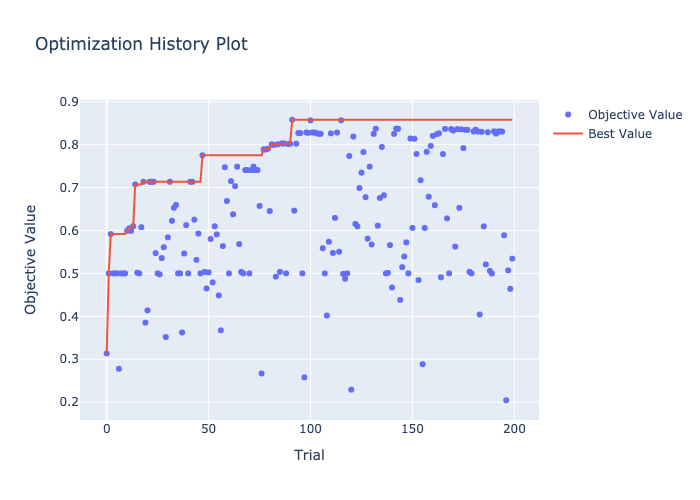 Optimization History Plot
0.9
0.8
0.7
0.6
0.5
0.4
0.3
0.2
Objective Value
0
50
100
150
200
Trial
Objective Value
Best Value